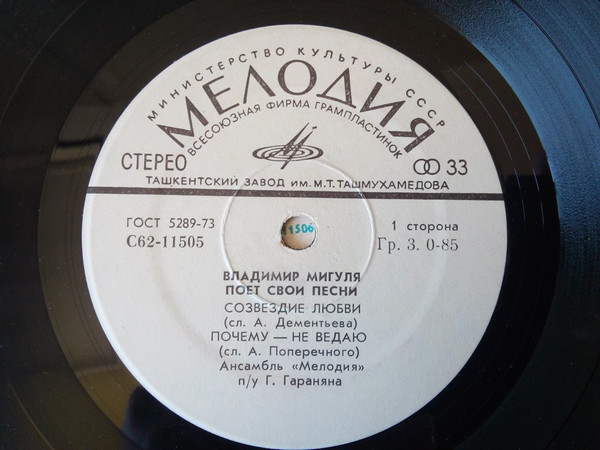 МИНИСТЕРСТВО КУЛЬТУРЫ СССР
МЕЛОДИЯ
ВСЕСОЮЗНАЯ ФИРМА ГРАМПЛАСТИНОК
СТЕРЕО
33
ТАШКЕНТСКИЙ ЗАВОД ИМ. М.Т. ТАШМУХАМЕДОВА
ГОСТ 5289-73
1 сторона
С62-11505
11506
Гр. 3. 0-85
ВЛАДИМИР МИГУЛЯ
ПОЕТ СВОИ ПЕСНИ
СОЗВЕЗДИЕ ЛЮБВИ
(сл. А. Дементьева)
ПОЧЕМУ — НЕ ВЕДАЮ
(сл. А. Поперечного)
Ансамбль «Мелодия»
п/у Г. Гараняна